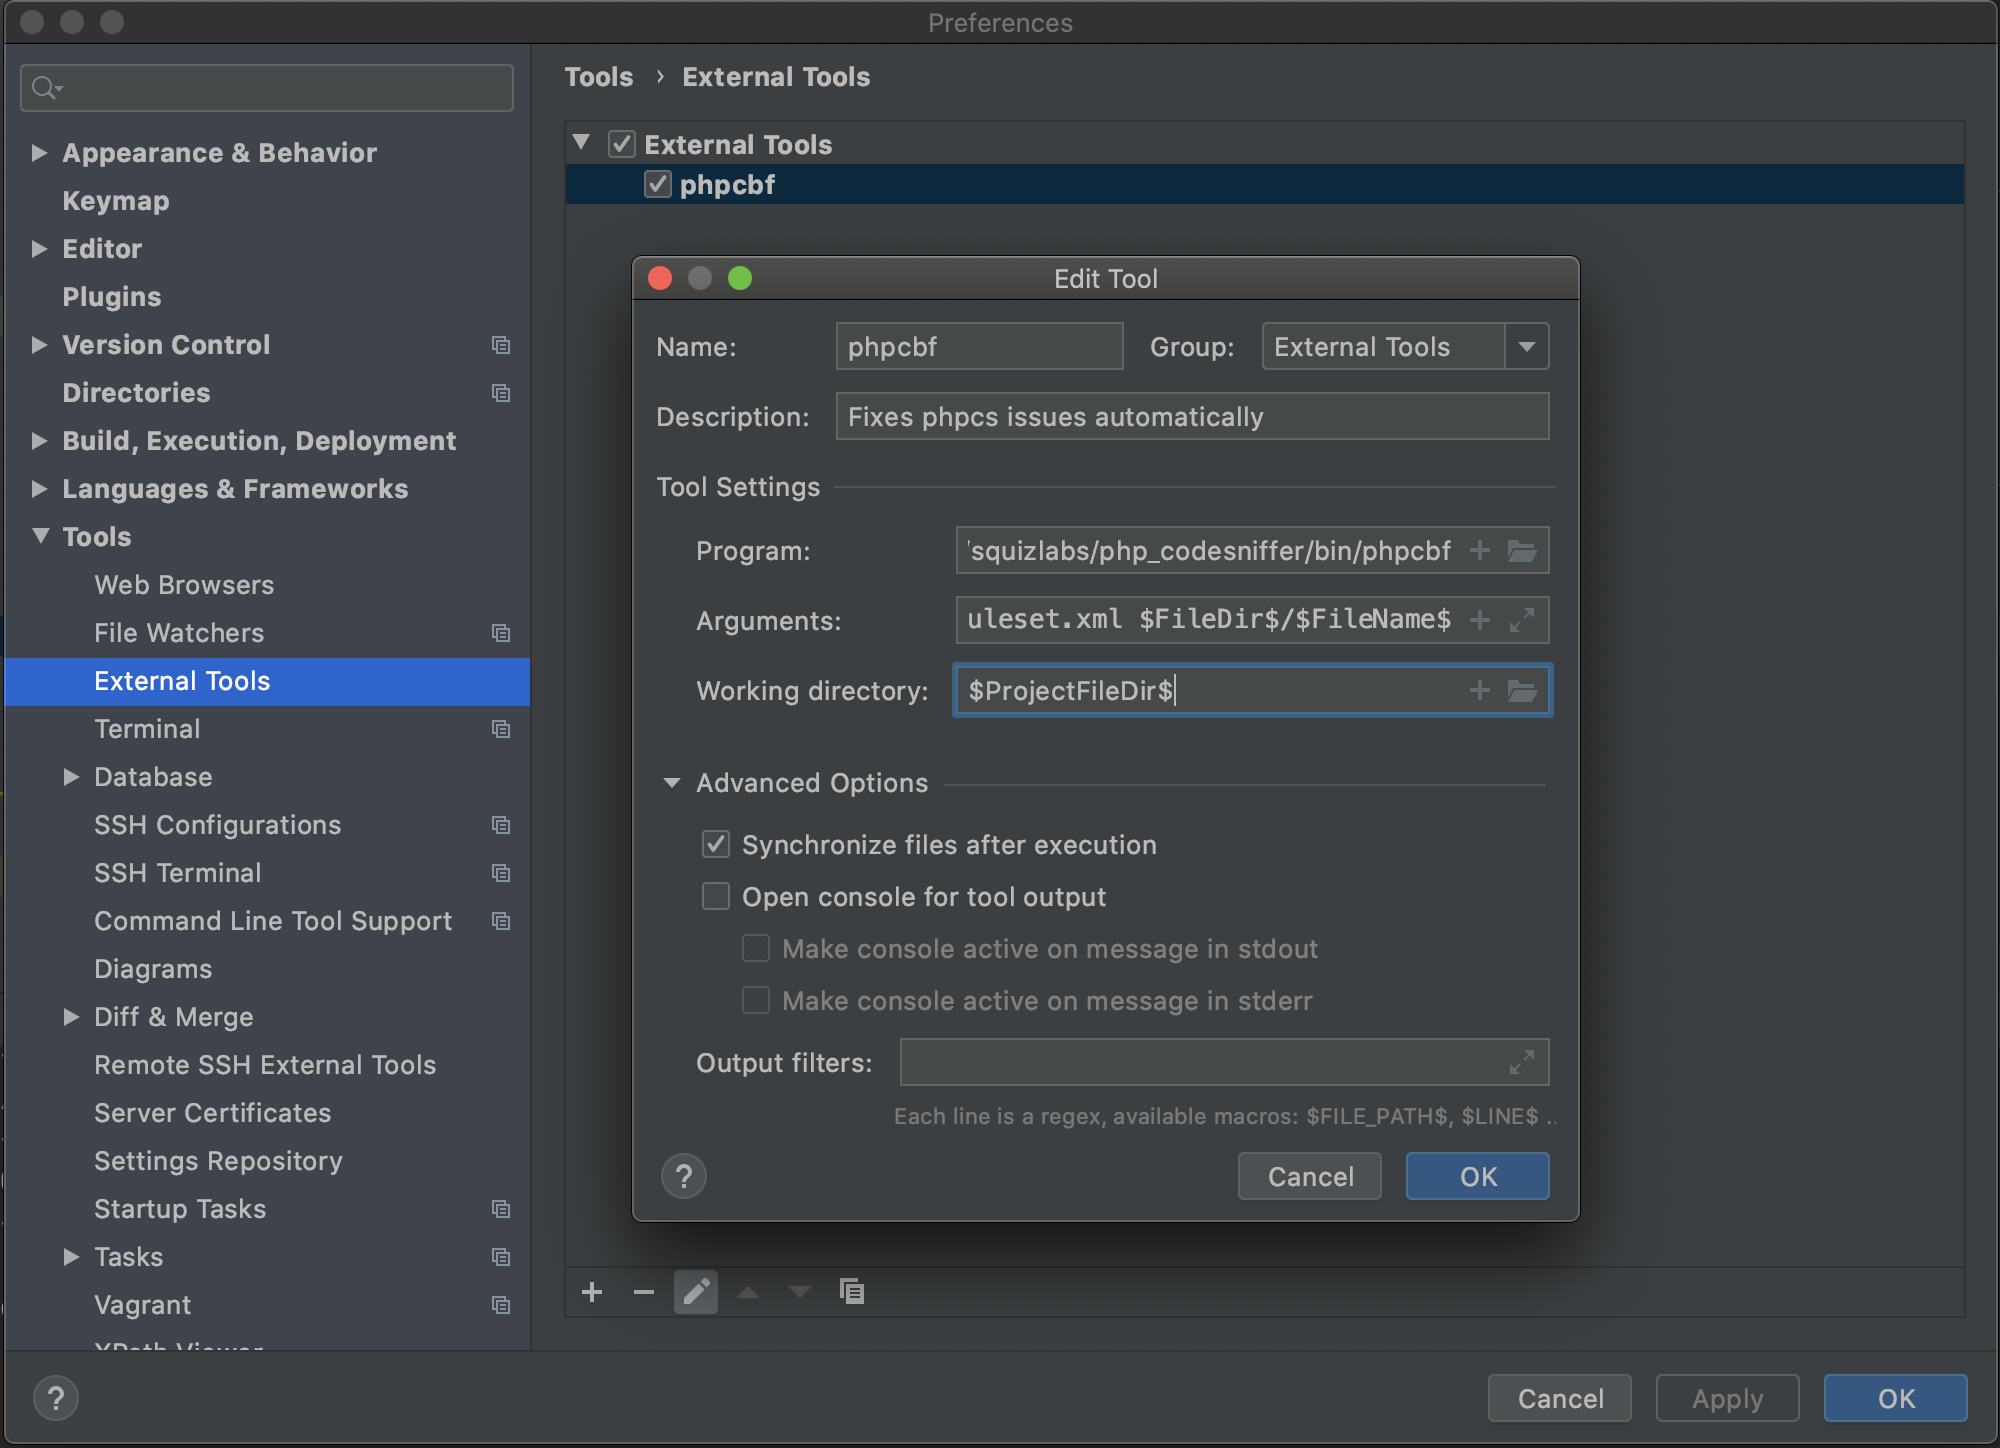 Preferences
Tools › External Tools
Appearance & Behavior
Keymap
Editor
Plugins
Version Control
Directories
Build, Execution, Deployment
Languages & Frameworks
Tools
Web Browsers
File Watchers
External Tools
Terminal
Database
SSH Configurations
SSH Terminal
Command Line Tool Support
Diagrams
Diff & Merge
Remote SSH External Tools
Server Certificates
Settings Repository
Startup Tasks
Tasks
Vagrant
XPath Viewer
External Tools
phpcbf
Edit Tool
Name: phpcbf Group: External Tools
Description: Fixes phpcs issues automatically
Tool Settings
Program: /squizlabs/php_codesniffer/bin/phpcbf
Arguments: uleset.xml $FileDir$/$FileName$
Working directory: $ProjectFileDir$
Advanced Options
Synchronize files after execution
Open console for tool output
Make console active on message in stdout
Make console active on message in stderr
Output filters:
Each line is a regex, available macros: $FILE_PATH$, $LINE$ ..
? Cancel OK
? Cancel Apply OK